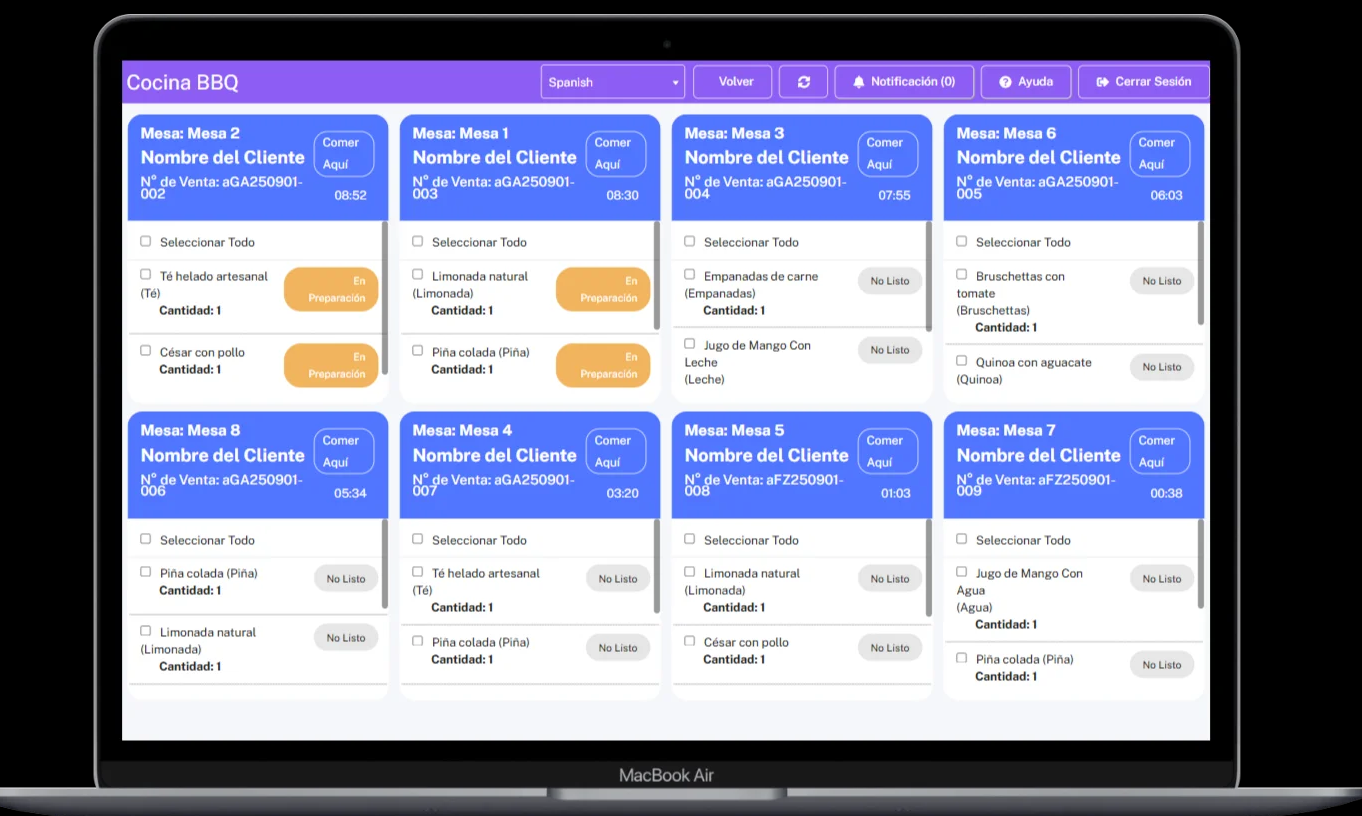 Cocina BBQ
Spanish
Volver
Notificación (0)
Ayuda
Cerrar Sesión
Mesa: Mesa 2
Comer
Aquí
Nombre del Cliente
N° de Venta: aGA250901-
002
08:52
Seleccionar Todo
Té helado artesanal
(Té)
Cantidad: 1
En
Preparación
César con pollo
Cantidad: 1
En
Preparación
Mesa: Mesa 1
Comer
Aquí
Nombre del Cliente
N° de Venta: aGA250901-
003
08:30
Seleccionar Todo
Limonada natural
(Limonada)
Cantidad: 1
En
Preparación
Piña colada (Piña)
Cantidad: 1
En
Preparación
Mesa: Mesa 3
Comer
Aquí
Nombre del Cliente
N° de Venta: aGA250901-
004
07:55
Seleccionar Todo
Empanadas de carne
(Empanadas)
Cantidad: 1
No Listo
Jugo de Mango Con
Leche
(Leche)
No Listo
Mesa: Mesa 6
Comer
Aquí
Nombre del Cliente
N° de Venta: aGA250901-
005
06:03
Seleccionar Todo
Bruschettas con
tomate
(Bruschettas)
Cantidad: 1
No Listo
Quinoa con aguacate
(Quinoa)
No Listo
Mesa: Mesa 8
Comer
Aquí
Nombre del Cliente
N° de Venta: aGA250901-
006
05:34
Seleccionar Todo
Piña colada (Piña)
Cantidad: 1
No Listo
Limonada natural
(Limonada)
Cantidad: 1
No Listo
Mesa: Mesa 4
Comer
Aquí
Nombre del Cliente
N° de Venta: aGA250901-
007
03:20
Seleccionar Todo
Té helado artesanal
(Té)
Cantidad: 1
No Listo
Piña colada (Piña)
Cantidad: 1
No Listo
Mesa: Mesa 5
Comer
Aquí
Nombre del Cliente
N° de Venta: aFZ250901-
008
01:03
Seleccionar Todo
Limonada natural
(Limonada)
Cantidad: 1
No Listo
César con pollo
Cantidad: 1
No Listo
Mesa: Mesa 7
Comer
Aquí
Nombre del Cliente
N° de Venta: aFZ250901-
009
00:38
Seleccionar Todo
Jugo de Mango Con
Agua
(Agua)
Cantidad: 1
No Listo
Piña colada (Piña)
Cantidad: 1
No Listo
MacBook Air